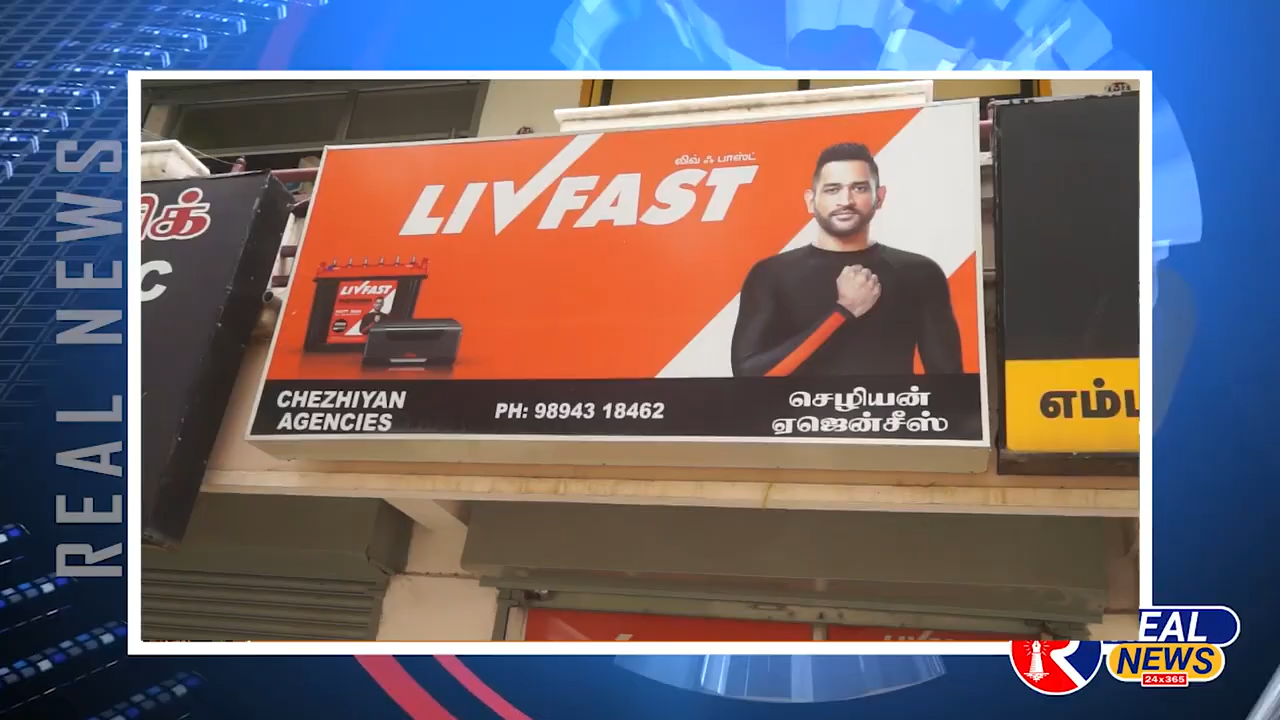 REAL NEWS
க்
C
லிவ் ஃ பாஸ்ட்
LIVFAST
LIVFAST
CHEZHIYAN
AGENCIES
PH: 98943 18462
செழியன்
ஏஜென்சீஸ்
REAL
NEWS
24x365